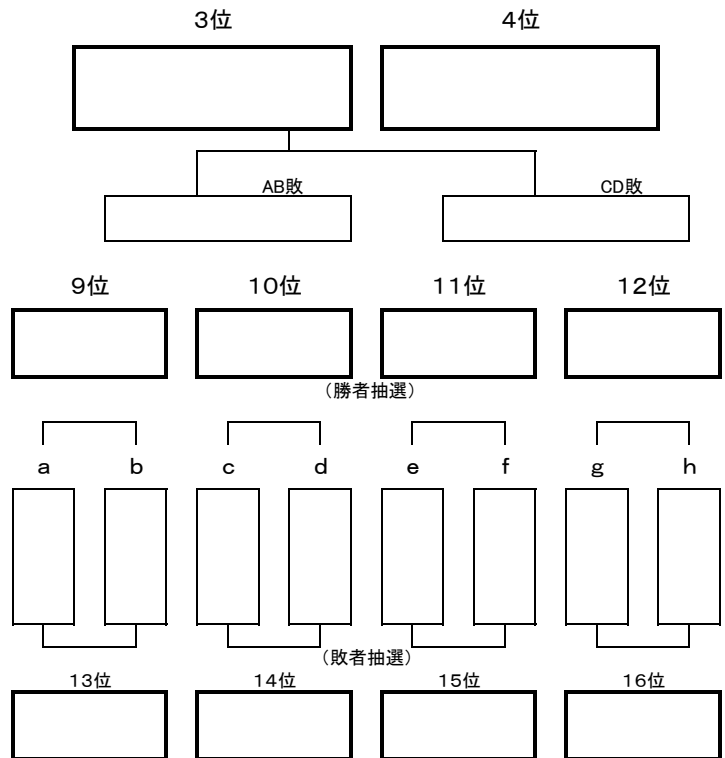 3位 4位
AB敗 CD敗
9位 10位 11位 12位
(勝者抽選)
a b c d e f g h
(敗者抽選)
13位 14位 15位 16位